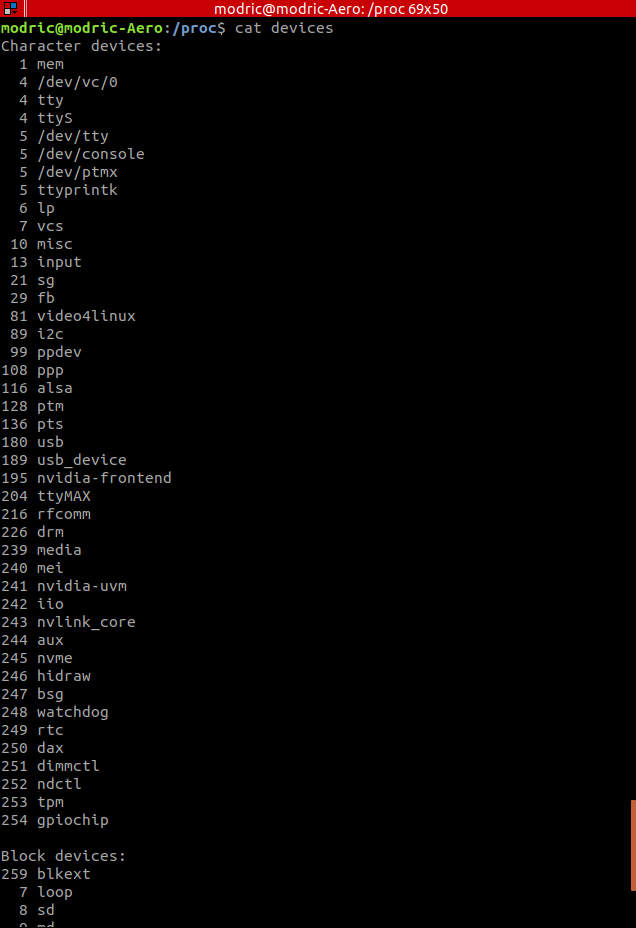 modric@modric-Aero: /proc 69x50
modric@modric-Aero:/proc$ cat devices
Character devices:
  1 mem
  4 /dev/vc/0
  4 tty
  4 ttyS
  5 /dev/tty
  5 /dev/console
  5 /dev/ptmx
  5 ttyprintk
  6 lp
  7 vcs
 10 misc
 13 input
 21 sg
 29 fb
 81 video4linux
 89 i2c
 99 ppdev
108 ppp
116 alsa
128 ptm
136 pts
180 usb
189 usb_device
195 nvidia-frontend
204 ttyMAX
216 rfcomm
226 drm
239 media
240 mei
241 nvidia-uvm
242 iio
243 nvlink_core
244 aux
245 nvme
246 hidraw
247 bsg
248 watchdog
249 rtc
250 dax
251 dimmctl
252 ndctl
253 tpm
254 gpiochip

Block devices:
259 blkext
  7 loop
  8 sd
  9 md